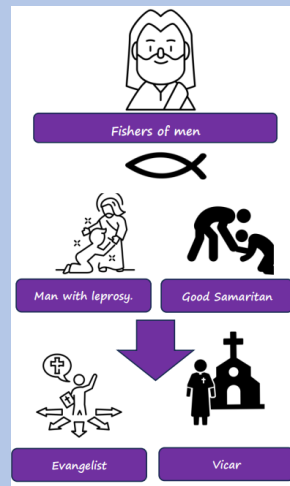 Fishers of men
Man with leprosy.
Good Samaritan
Evangelist
Vicar